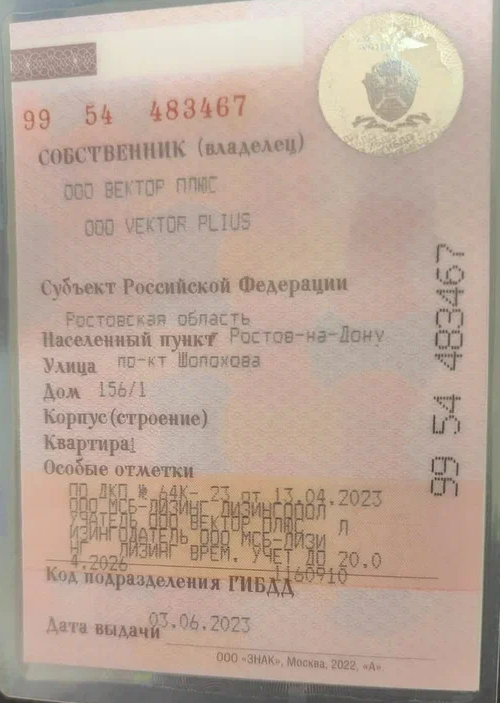 99 54 483467
СОБСТВЕННИК (владелец)
ООО ВЕКТОР ПЛЮС
ООО VEKTOR PLIUS
Субъект Российской Федерации
Ростовская область
Населенный пункт Ростов-на-Дону
Улица пр-кт Шолохова
Дом 156/1
Корпус(строение)
Квартира
Особые отметки
ПО ДКП № 64К-23 от 13.04.2023
ООО МСБ-ЛИЗИНГ ЛИЗИНГОПОЛ
УЧАТЕЛЬ ООО ВЕКТОР ПЛЮС Л
ИЗИНГОДАТЕЛЬ ООО МСБ-ЛИЗИ
НГ ЛИЗИНГ ВРЕМ. УЧЕТ ДО 20.0
4.2026
Код подразделения ГИБДД 1160910
Дата выдачи 03.06.2023
ООО «ЗНАК», Москва, 2022, «А».
99 54 483467